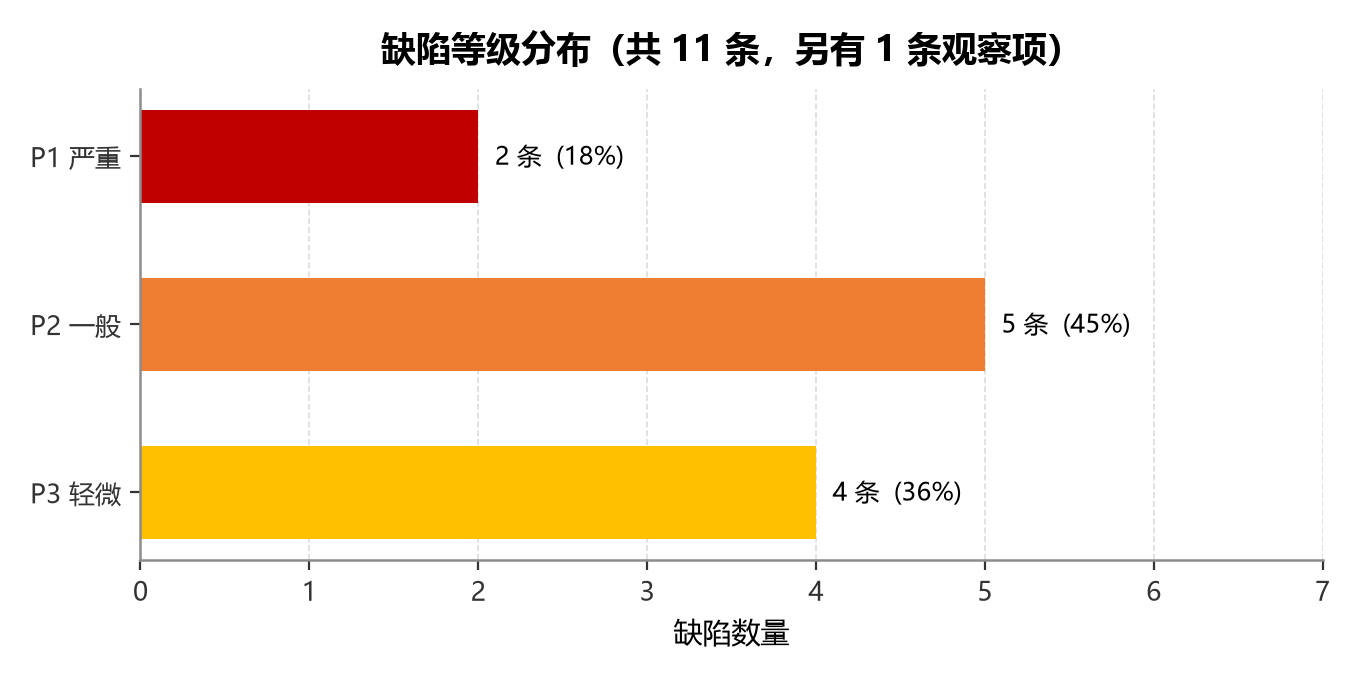 缺陷等级分布（共 11 条，另有 1 条观察项）
P1 严重
2 条 (18%)
P2 一般
5 条 (45%)
P3 轻微
4 条 (36%)
0 1 2 3 4 5 6 7
缺陷数量